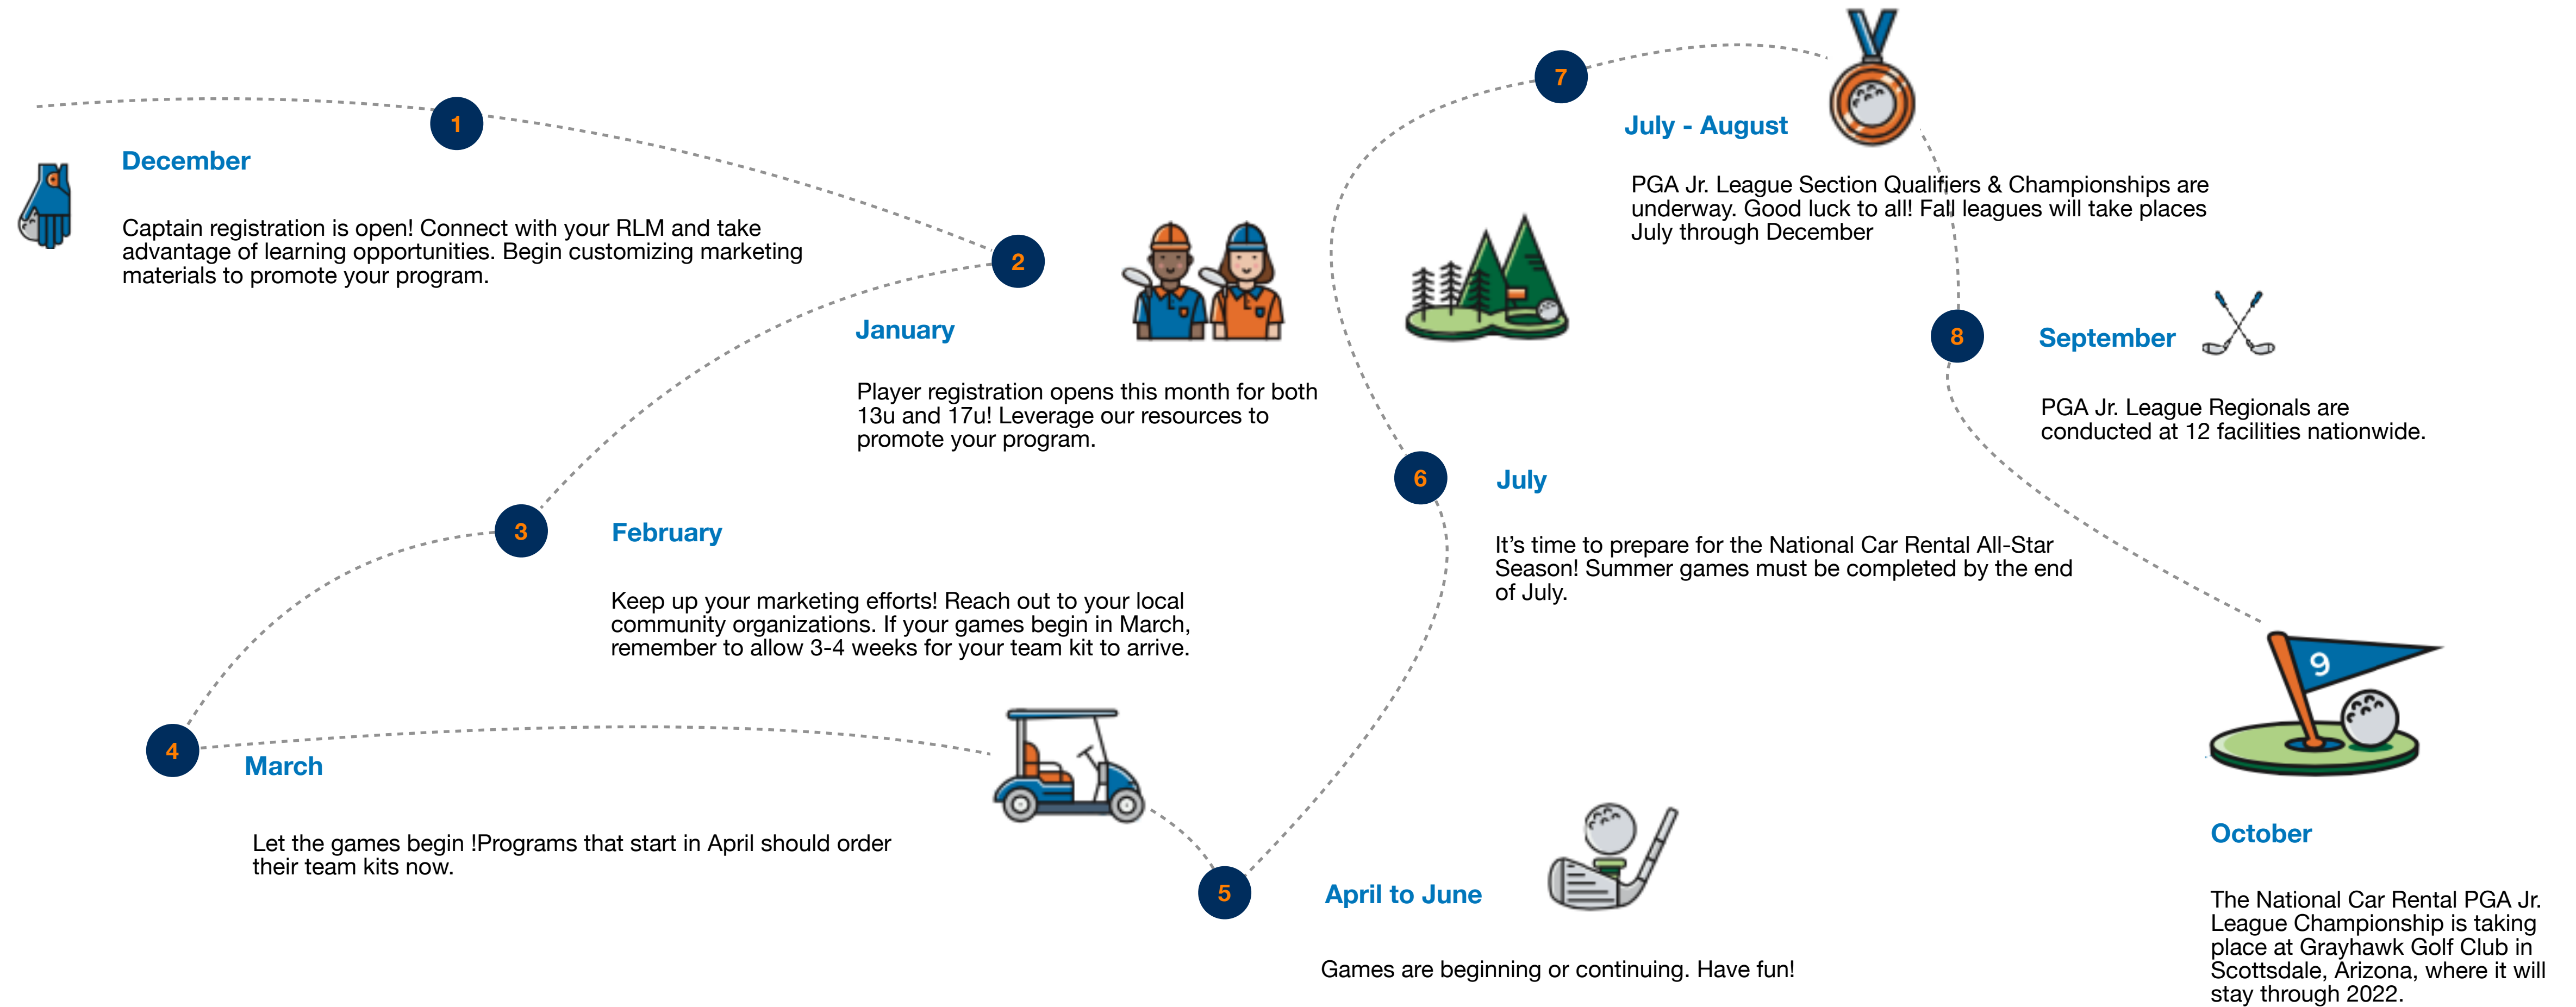 1
December
Captain registration is open! Connect with your RLM and take
advantage of learning opportunities. Begin customizing marketing
materials to promote your program.
2
January
Player registration opens this month for both
13u and 17u! Leverage our resources to
promote your program.
3
February
Keep up your marketing efforts! Reach out to your local
community organizations. If your games begin in March,
remember to allow 3-4 weeks for your team kit to arrive.
4
March
Let the games begin !Programs that start in April should order
their team kits now.
5
April to June
Games are beginning or continuing. Have fun!
6
July
It’s time to prepare for the National Car Rental All-Star
Season! Summer games must be completed by the end
of July.
7
July - August
PGA Jr. League Section Qualifiers & Championships are
underway. Good luck to all! Fall leagues will take places
July through December
8
September
PGA Jr. League Regionals are
conducted at 12 facilities nationwide.
9
October
The National Car Rental PGA Jr.
League Championship is taking
place at Grayhawk Golf Club in
Scottsdale, Arizona, where it will
stay through 2022.